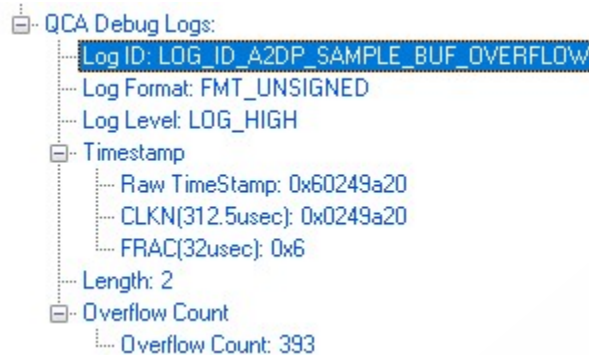 QCA Debug Logs:
Log ID: LOG_ID_A2DP_SAMPLE_BUF_OVERFLOW
Log Format: FMT_UNSIGNED
Log Level: LOG_HIGH
Timestamp
Raw TimeStamp: 0x60249a20
CLKN(312.5usec): 0x0249a20
FRAC(32usec): 0x6
Length: 2
Overflow Count
Overflow Count: 393